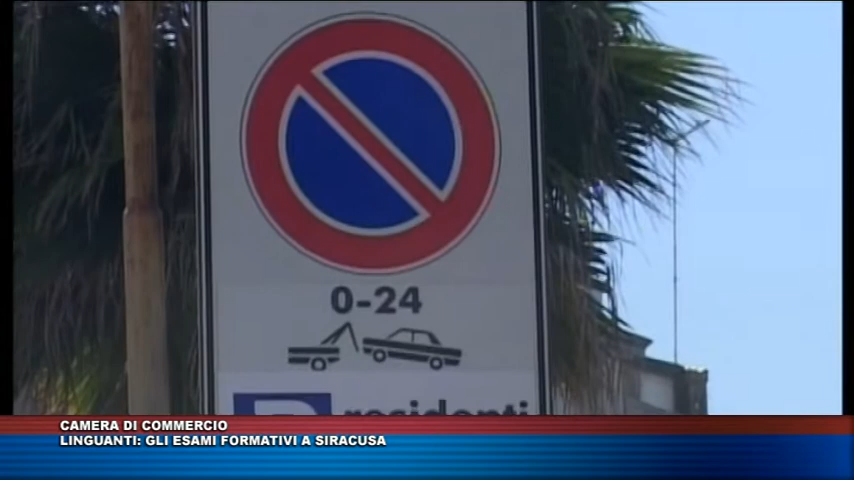 0-24
residenti
CAMERA DI COMMERCIO
LINGUANTI: GLI ESAMI FORMATIVI A SIRACUSA